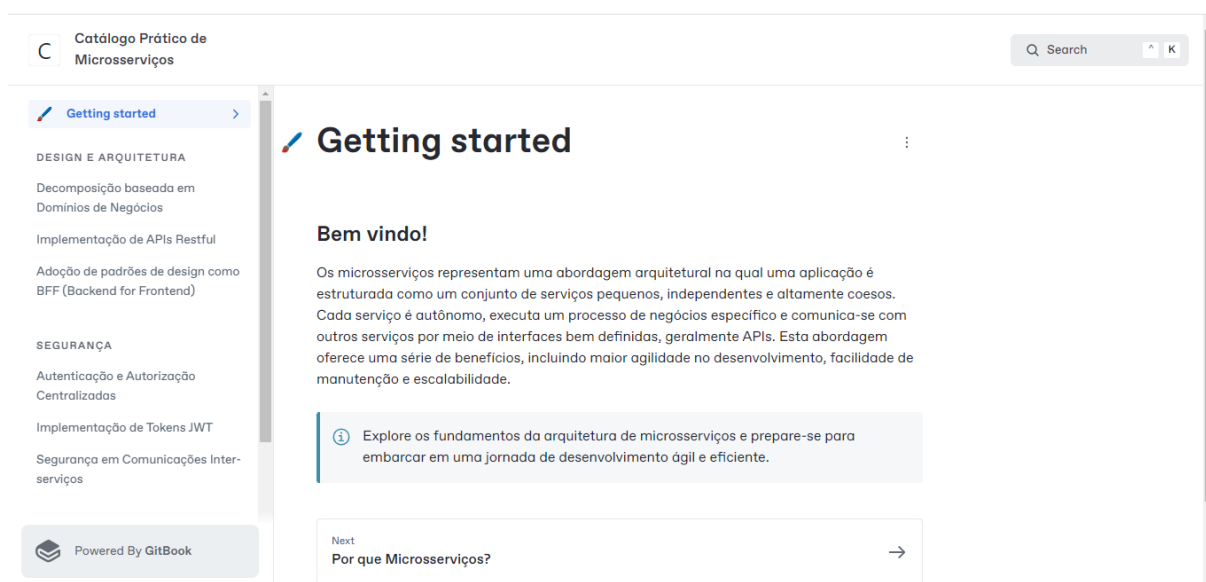 C
Catálogo Prático de
Microsserviços
Search
^ K
Getting started
DESIGN E ARQUITETURA
Decomposição baseada em
Domínios de Negócios
Implementação de APIs Restful
Adoção de padrões de design como
BFF (Backend for Frontend)
SEGURANÇA
Autenticação e Autorização
Centralizadas
Implementação de Tokens JWT
Segurança em Comunicações Inter-
serviços
Powered By GitBook
Getting started
Bem vindo!
Os microsserviços representam uma abordagem arquitetural na qual uma aplicação é
estruturada como um conjunto de serviços pequenos, independentes e altamente coesos.
Cada serviço é autônomo, executa um processo de negócios específico e comunica-se com
outros serviços por meio de interfaces bem definidas, geralmente APIs. Esta abordagem
oferece uma série de benefícios, incluindo maior agilidade no desenvolvimento, facilidade de
manutenção e escalabilidade.
Explore os fundamentos da arquitetura de microsserviços e prepare-se para
embarcar em uma jornada de desenvolvimento ágil e eficiente.
Next
Por que Microsserviços?